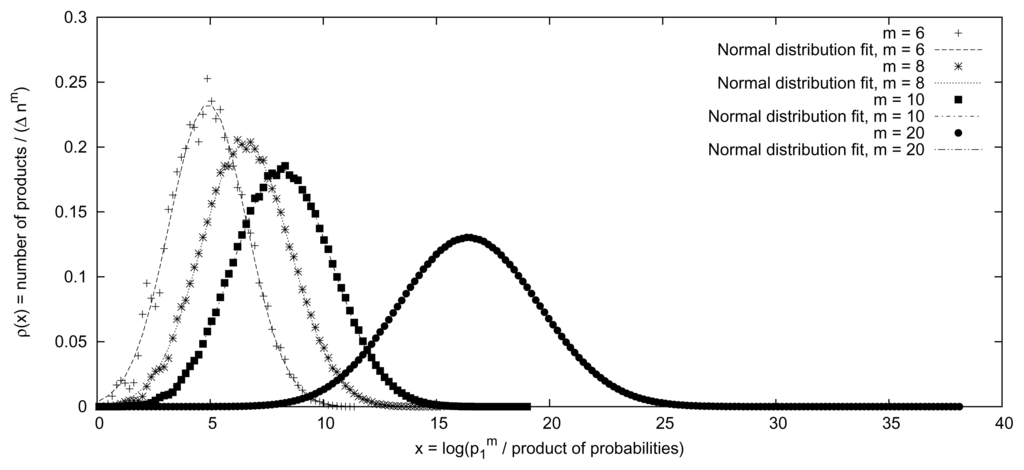 0.3
0.25
0.2
0.15
0.1
0.05
0
0 5 10 15 20 25 30 35 40
ρ(x) = number of products / (Δ n^m)
x = log(p₁^m / product of probabilities)
m = 6
Normal distribution fit, m = 6
m = 8
Normal distribution fit, m = 8
m = 10
Normal distribution fit, m = 10
m = 20
Normal distribution fit, m = 20